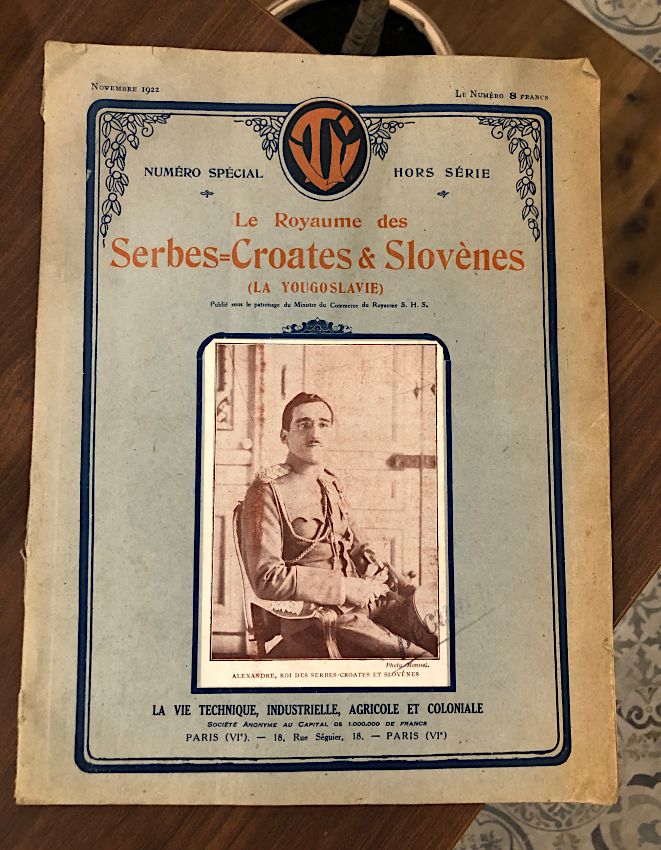 Novembre 1922
Le Numéro 8 francs
NUMÉRO SPÉCIAL
HORS SÉRIE
Le Royaume des
Serbes=Croates & Slovènes
(LA YOUGOSLAVIE)
Publié sous le patronage du Ministre du Commerce du Royaume S. H. S.
Photo Manuel.
ALEXANDRE, ROI DES SERBES-CROATES ET SLOVÈNES
LA VIE TECHNIQUE, INDUSTRIELLE, AGRICOLE ET COLONIALE
Société Anonyme au Capital de 1.000.000 de francs
PARIS (VIe). — 18, Rue Séguier, 18. — PARIS (VIe)